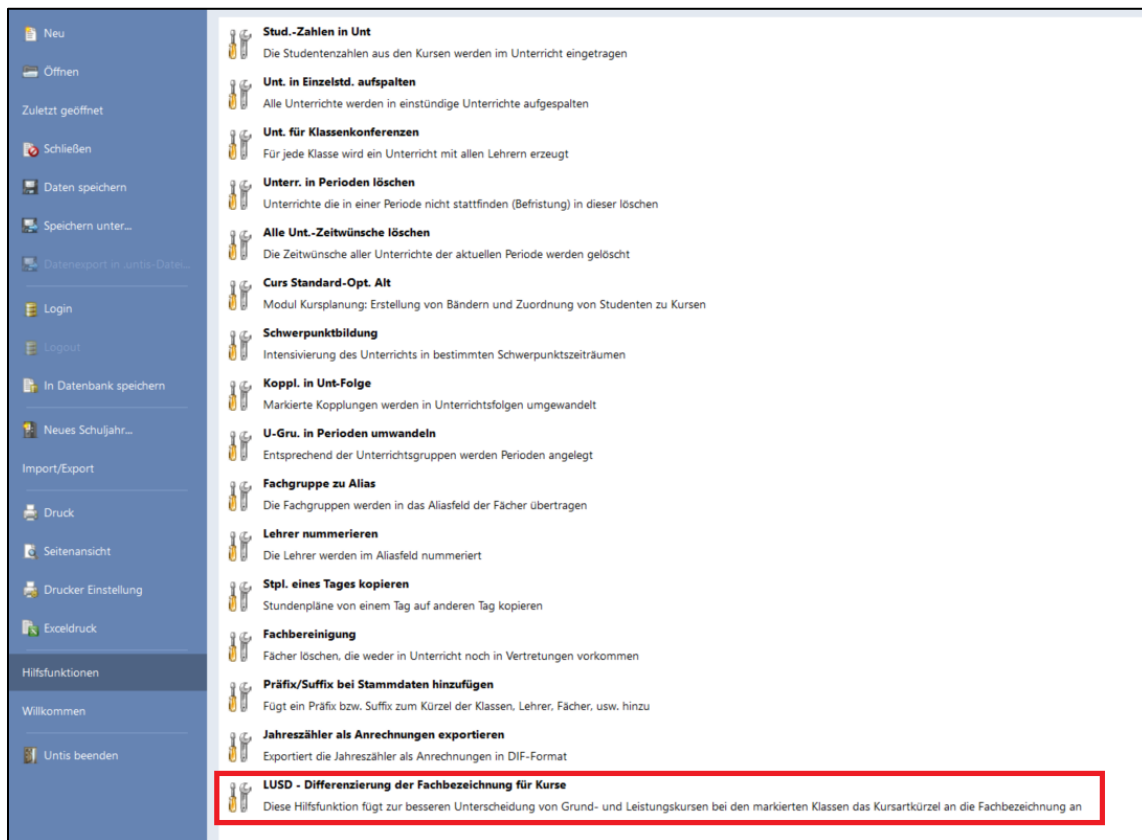 Neu
Öffnen
Zuletzt geöffnet
Schließen
Daten speichern
Speichern unter...
Datenexport in .untis-Datei...
Login
Logout
In Datenbank speichern
Neues Schuljahr...
Import/Export
Druck
Seitenansicht
Drucker Einstellung
Exceldruck
Hilfsfunktionen
Willkommen
Untis beenden
Stud.-Zahlen in Unt
Die Studentenzahlen aus den Kursen werden im Unterricht eingetragen
Unt. in Einzelstd. aufspalten
Alle Unterrichte werden in einstündige Unterrichte aufgespalten
Unt. für Klassenkonferenzen
Für jede Klasse wird ein Unterricht mit allen Lehrern erzeugt
Unterr. in Perioden löschen
Unterrichte die in einer Periode nicht stattfinden (Befristung) in dieser löschen
Alle Unt.-Zeitwünsche löschen
Die Zeitwünsche aller Unterrichte der aktuellen Periode werden gelöscht
Curs Standard-Opt. Alt
Modul Kursplanung: Erstellung von Bändern und Zuordnung von Studenten zu Kursen
Schwerpunktbildung
Intensivierung des Unterrichts in bestimmten Schwerpunktszeiträumen
Koppl. in Unt-Folge
Markierte Kopplungen werden in Unterrichtsfolgen umgewandelt
U-Gru. in Perioden umwandeln
Entsprechend der Unterrichtsgruppen werden Perioden angelegt
Fachgruppe zu Alias
Die Fachgruppen werden in das Aliasfeld der Fächer übertragen
Lehrer nummerieren
Die Lehrer werden im Aliasfeld nummeriert
Stpl. eines Tages kopieren
Stundenpläne von einem Tag auf anderen Tag kopieren
Fachbereinigung
Fächer löschen, die weder in Unterricht noch in Vertretungen vorkommen
Präfix/Suffix bei Stammdaten hinzufügen
Fügt ein Präfix bzw. Suffix zum Kürzel der Klassen, Lehrer, Fächer, usw. hinzu
Jahreszähler als Anrechnungen exportieren
Exportiert die Jahreszähler als Anrechnungen in DIF-Format
LUSD - Differenzierung der Fachbezeichnung für Kurse
Diese Hilfsfunktion fügt zur besseren Unterscheidung von Grund- und Leistungskursen bei den markierten Klassen das Kursartkürzel an die Fachbezeichnung an